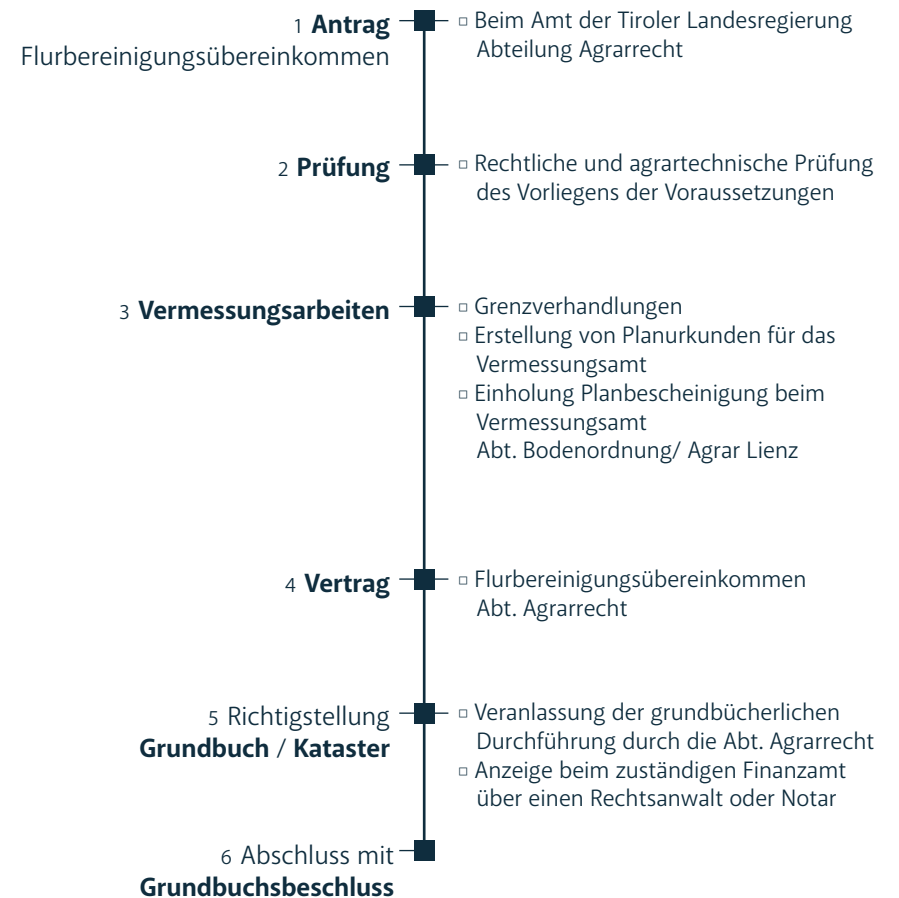 1 Antrag
Flurbereinigungsübereinkommen
▫ Beim Amt der Tiroler Landesregierung
Abteilung Agrarrecht
2 Prüfung
▫ Rechtliche und agrartechnische Prüfung
des Vorliegens der Voraussetzungen
3 Vermessungsarbeiten
▫ Grenzverhandlungen
▫ Erstellung von Planurkunden für das
Vermessungsamt
▫ Einholung Planbescheinigung beim
Vermessungsamt
Abt. Bodenordnung/ Agrar Lienz
4 Vertrag
▫ Flurbereinigungsübereinkommen
Abt. Agrarrecht
5 Richtigstellung
Grundbuch / Kataster
▫ Veranlassung der grundbücherlichen
Durchführung durch die Abt. Agrarrecht
▫ Anzeige beim zuständigen Finanzamt
über einen Rechtsanwalt oder Notar
6 Abschluss mit
Grundbuchsbeschluss